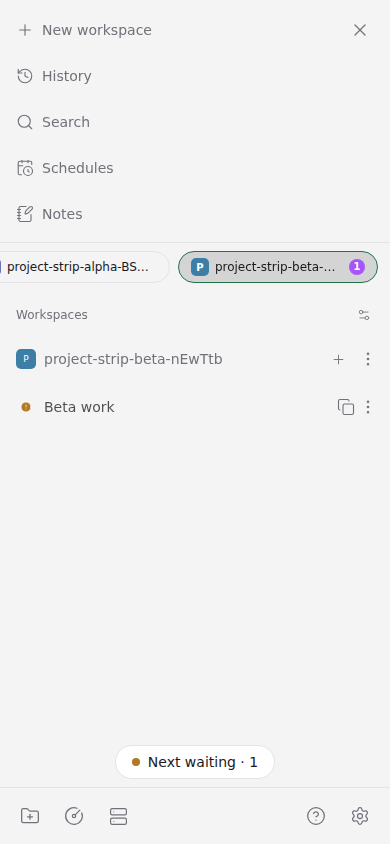 New workspace
History
Search
Schedules
Notes
project-strip-alpha-BS...
P project-strip-beta-... 1
Workspaces
P project-strip-beta-nEwTtb
Beta work
Next waiting · 1